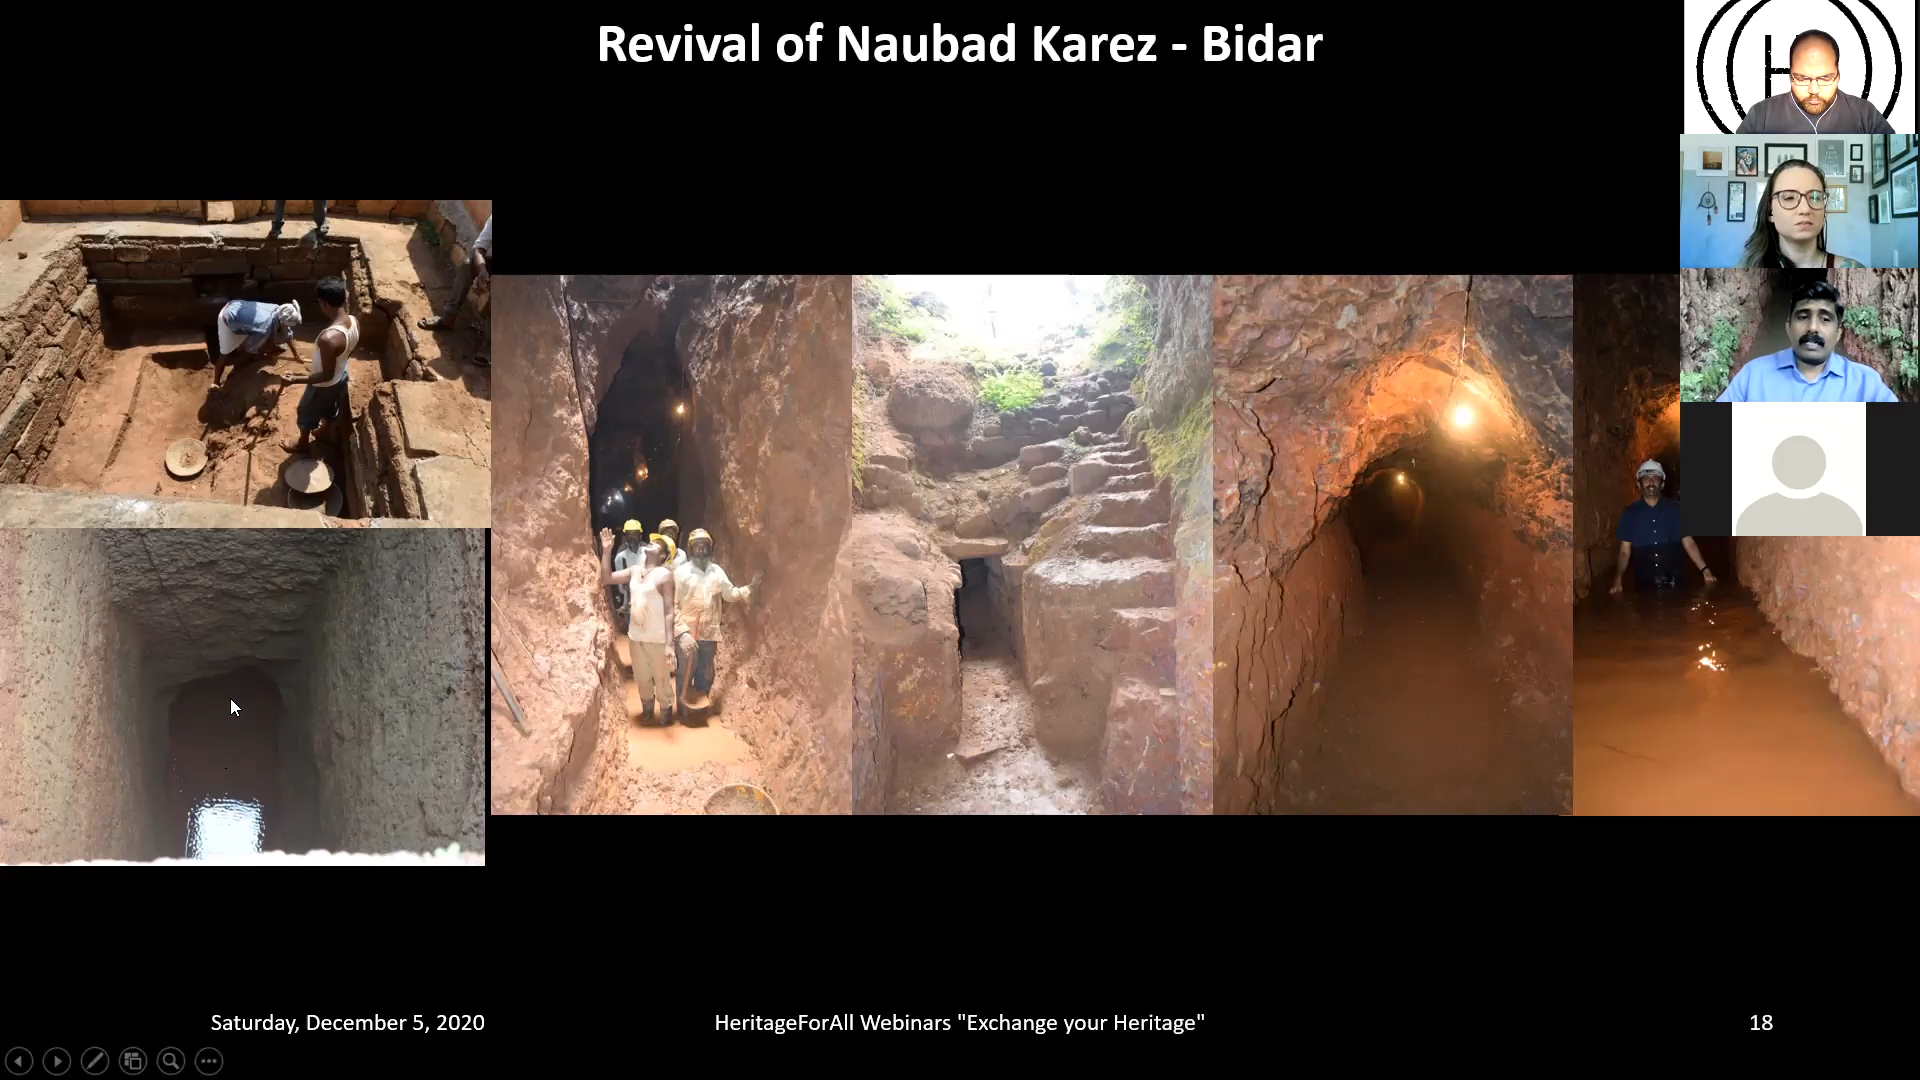 Revival of Naubad Karez - Bidar
Saturday, December 5, 2020
HeritageForAll Webinars "Exchange your Heritage"
18